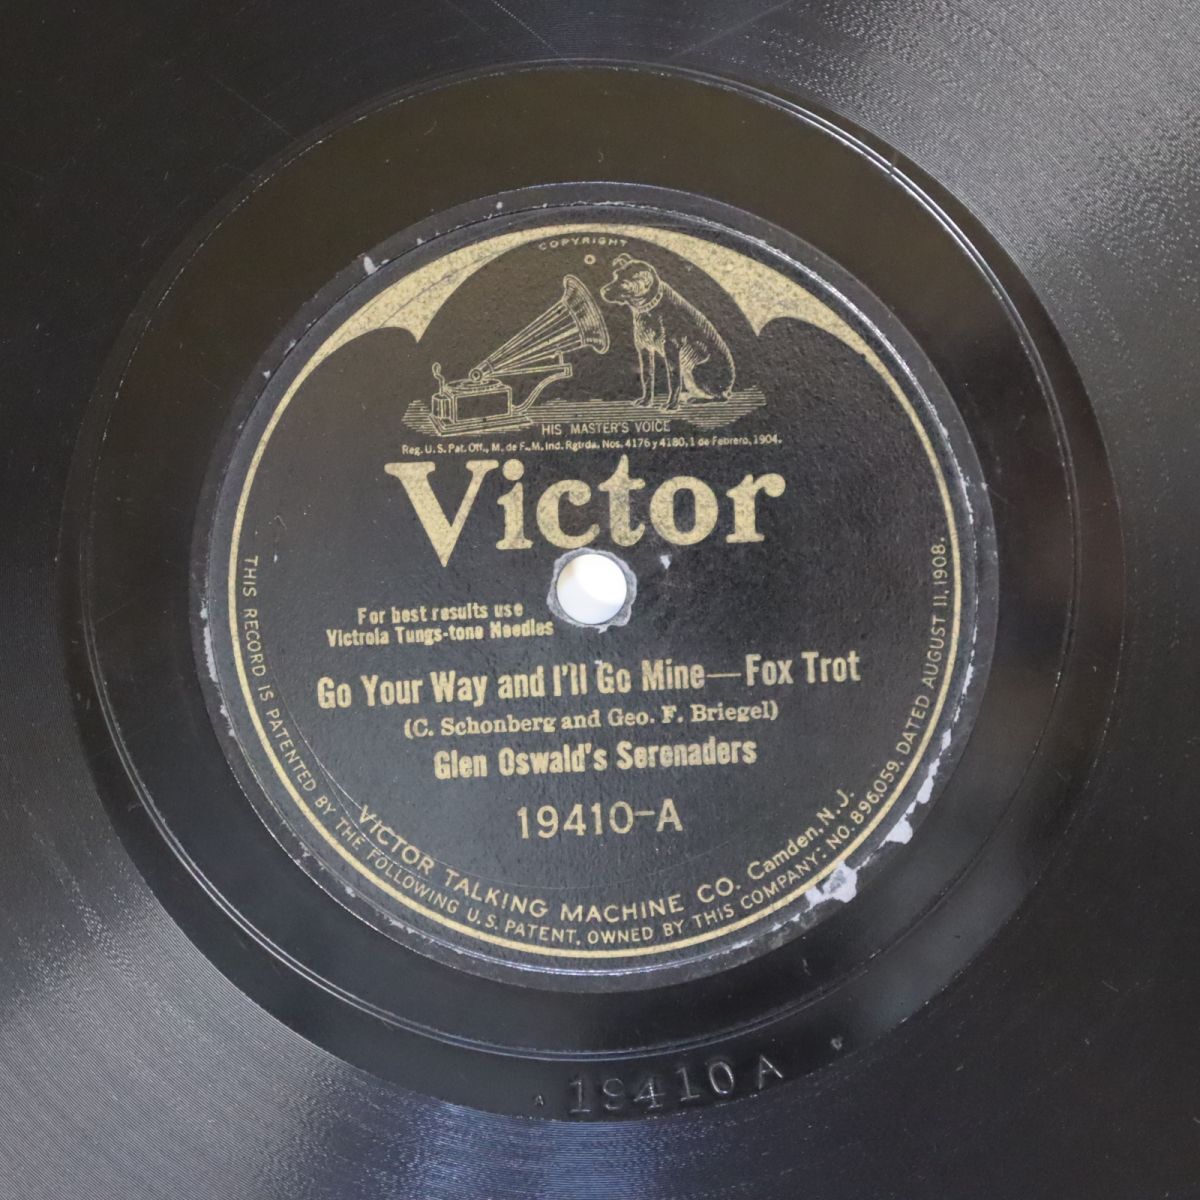 COPYRIGHT
HIS MASTER'S VOICE
Reg. U.S. Pat. Off., M. de F., M. Ind. Rgtrda. Nos. 4176 y 4180, 1 de Febrero, 1904.
Victor
For best results use
Victrola Tungs-tone Needles
Go Your Way and I'll Go Mine—Fox Trot
(C. Schonberg and Geo. F. Briegel)
Glen Oswald's Serenaders
19410-A
VICTOR TALKING MACHINE CO. Camden, N.J.
THIS RECORD IS PATENTED BY THE FOLLOWING U.S. PATENT, OWNED BY THIS COMPANY: NO. 896,059, DATED AUGUST 11, 1908.
A 19410 A